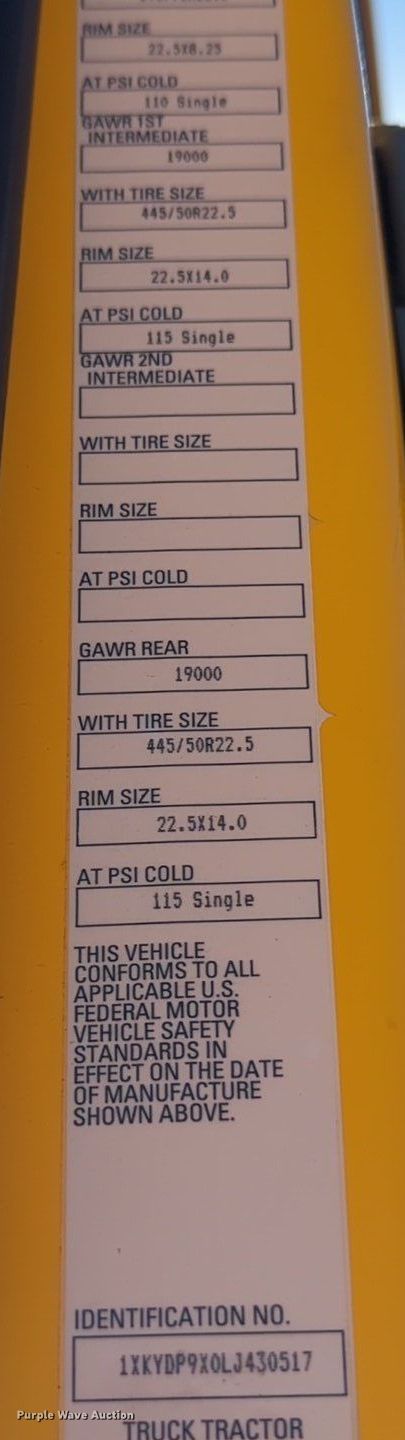 RIM SIZE
22.5X8.25
AT PSI COLD
110 Single
GAWR 1ST
INTERMEDIATE
19000
WITH TIRE SIZE
445/50R22.5
RIM SIZE
22.5X14.0
AT PSI COLD
115 Single
GAWR 2ND
INTERMEDIATE
WITH TIRE SIZE
RIM SIZE
AT PSI COLD
GAWR REAR
19000
WITH TIRE SIZE
445/50R22.5
RIM SIZE
22.5X14.0
AT PSI COLD
115 Single
THIS VEHICLE
CONFORMS TO ALL
APPLICABLE U.S.
FEDERAL MOTOR
VEHICLE SAFETY
STANDARDS IN
EFFECT ON THE DATE
OF MANUFACTURE
SHOWN ABOVE.
IDENTIFICATION NO.
1XKYDP9X0LJ430517
TRUCK TRACTOR
Purple Wave Auction